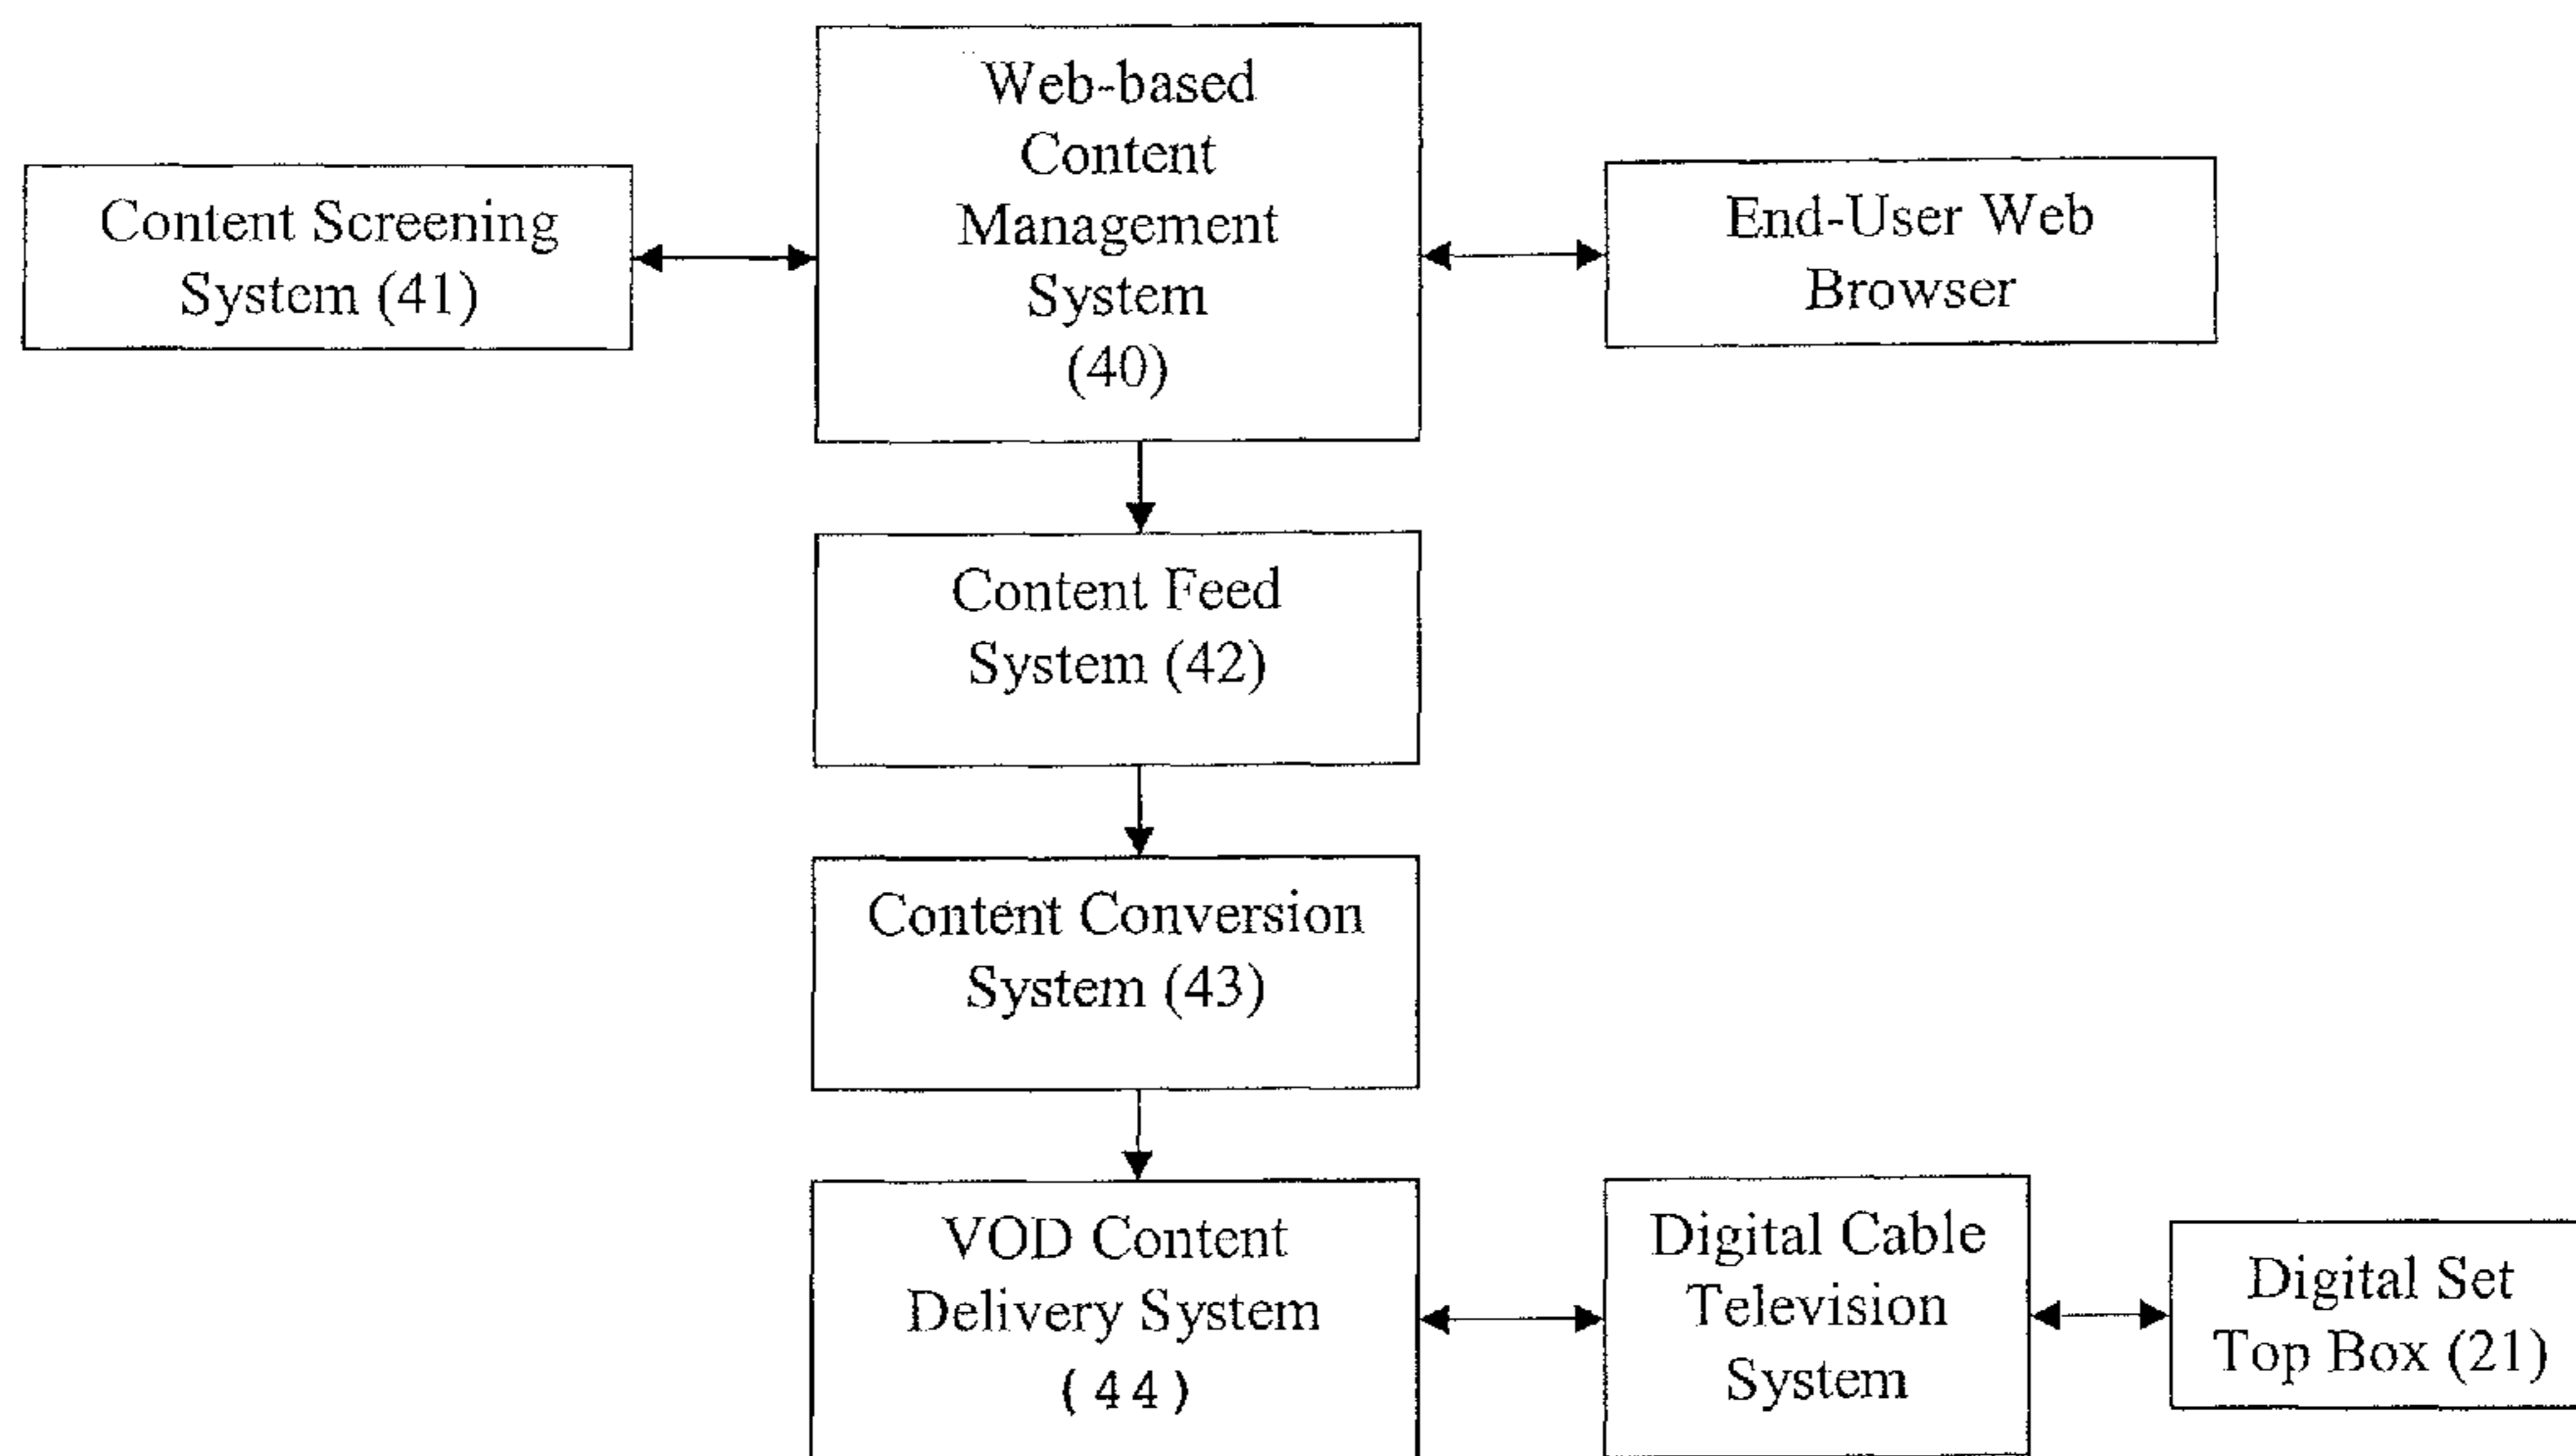 Web-based
Content
Management
System
(40)
Content Screening
System (41)
End-User Web
Browser
Content Feed
System (42)
Content Conversion
System (43)
VOD Content
Delivery System
(44)
Digital Cable
Television
System
Digital Set
Top Box (21)